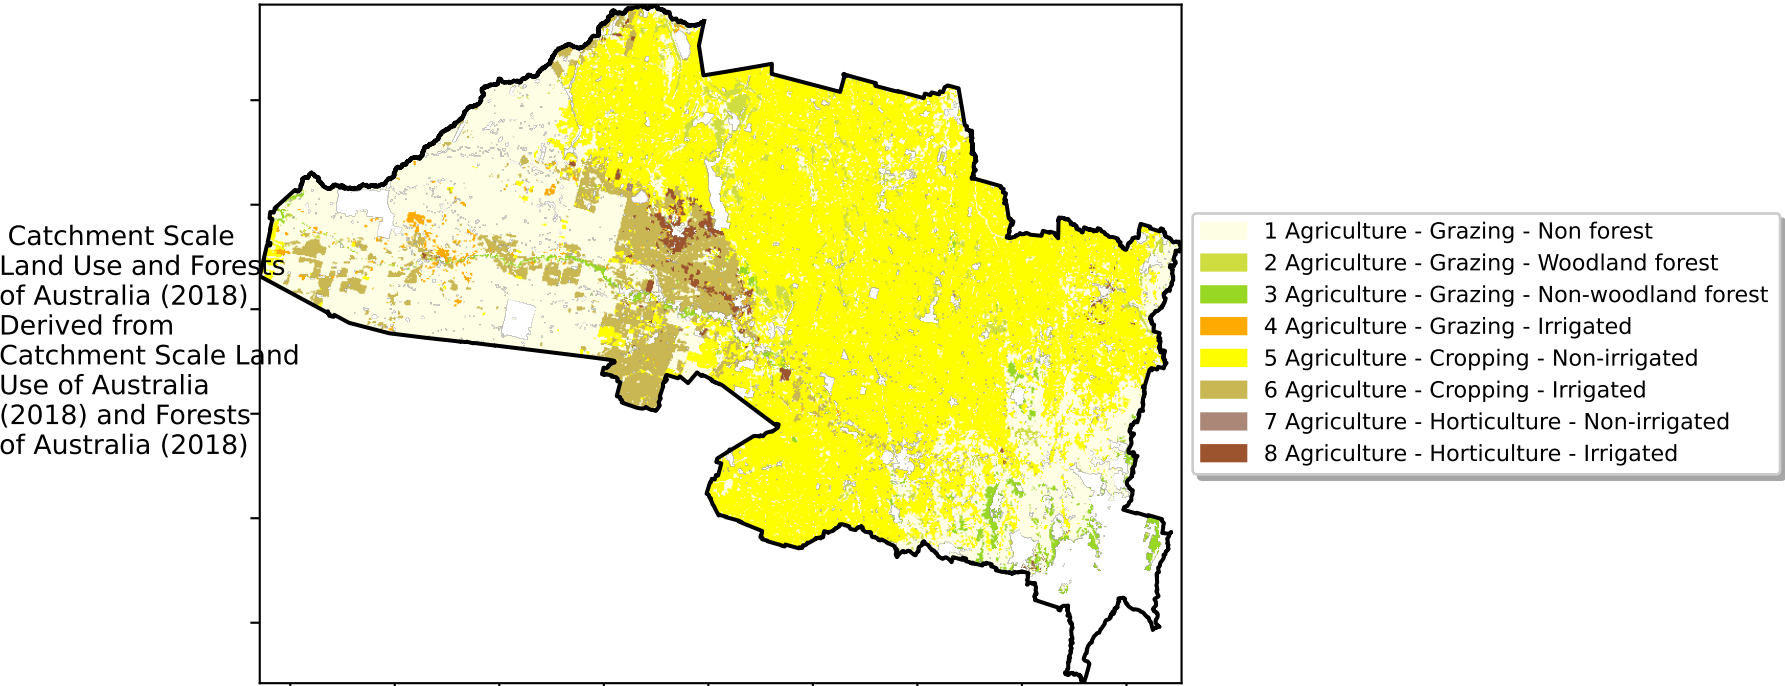 Catchment Scale
Land Use and Forests
of Australia (2018)
Derived from
Catchment Scale Land
Use of Australia
(2018) and Forests
of Australia (2018)
1 Agriculture - Grazing - Non forest
2 Agriculture - Grazing - Woodland forest
3 Agriculture - Grazing - Non-woodland forest
4 Agriculture - Grazing - Irrigated
5 Agriculture - Cropping - Non-irrigated
6 Agriculture - Cropping - Irrigated
7 Agriculture - Horticulture - Non-irrigated
8 Agriculture - Horticulture - Irrigated